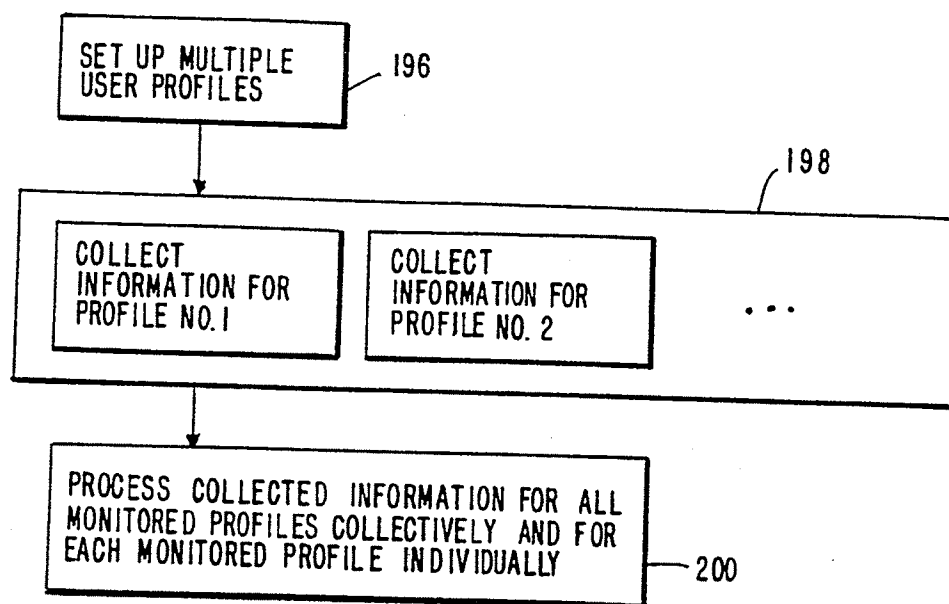 SET UP MULTIPLE
USER PROFILES
196
198
COLLECT
INFORMATION FOR
PROFILE NO. 1
COLLECT
INFORMATION FOR
PROFILE NO. 2
...
PROCESS COLLECTED INFORMATION FOR ALL
MONITORED PROFILES COLLECTIVELY AND FOR
EACH MONITORED PROFILE INDIVIDUALLY
200